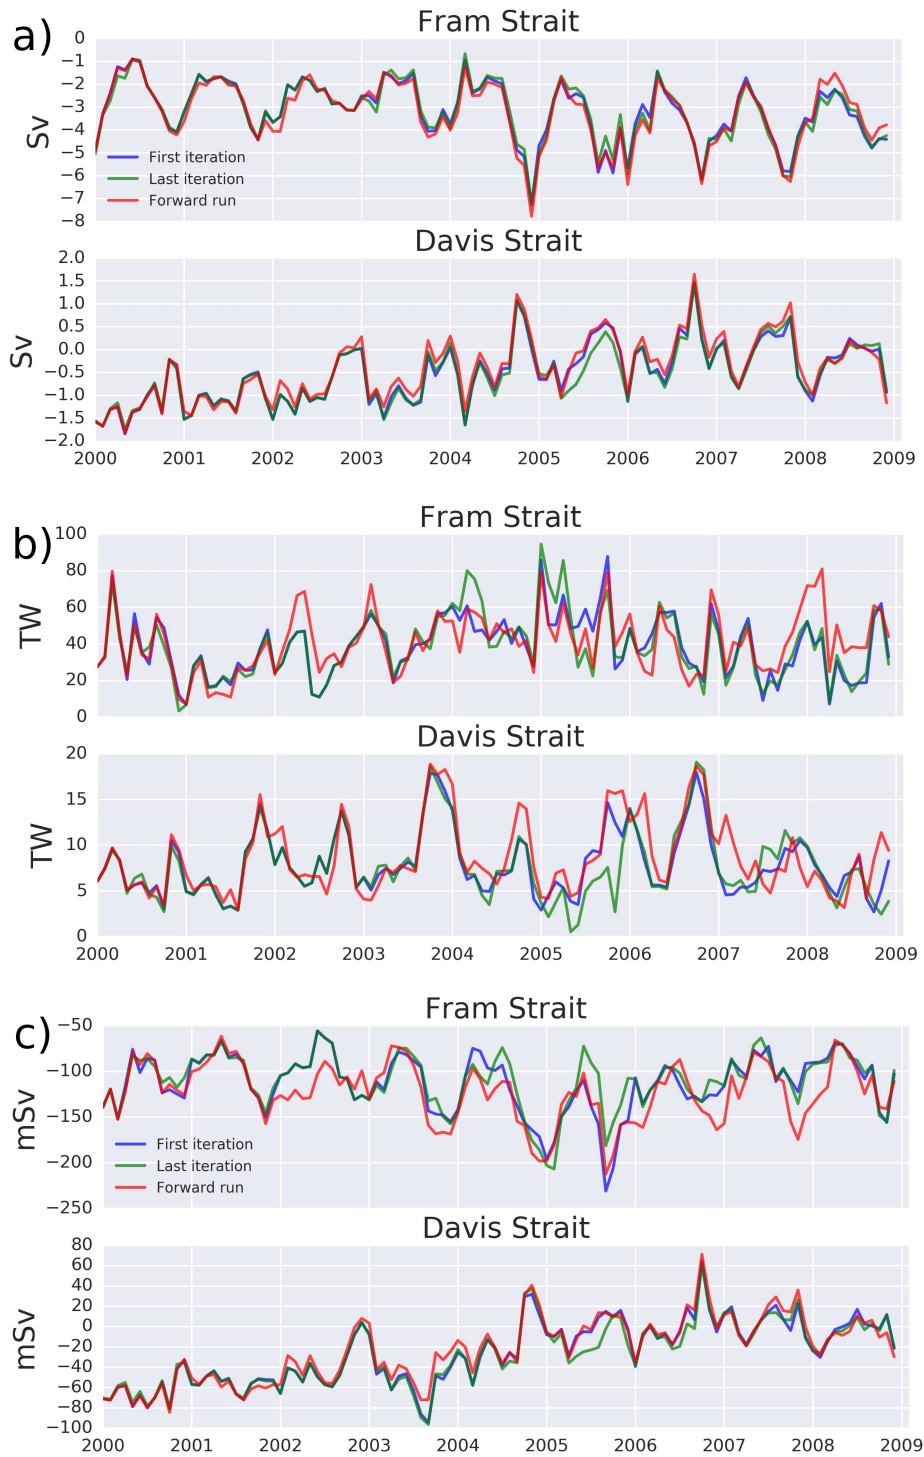 a)
Fram Strait
0
−1
−2
−3
−4
−5
−6
−7
−8
Sv
First iteration
Last iteration
Forward run
Davis Strait
2.0
1.5
1.0
0.5
0.0
−0.5
−1.0
−1.5
−2.0
Sv
2000 2001 2002 2003 2004 2005 2006 2007 2008 2009
b)
Fram Strait
100
80
60
40
20
0
TW
Davis Strait
20
15
10
5
0
TW
2000 2001 2002 2003 2004 2005 2006 2007 2008 2009
c)
Fram Strait
−50
−100
−150
−200
−250
mSv
First iteration
Last iteration
Forward run
Davis Strait
80
60
40
20
0
−20
−40
−60
−80
−100
mSv
2000 2001 2002 2003 2004 2005 2006 2007 2008 2009